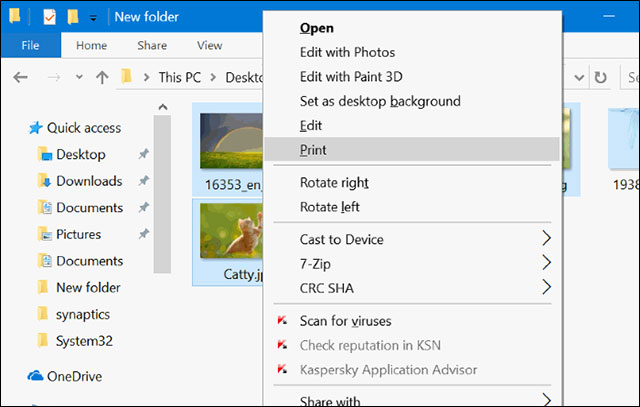 New folder
File
Home
Share
View
This PC
Deskto
Quick access
Desktop
Downloads
Documents
Pictures
Documents
New folder
synaptics
System32
OneDrive
16353_en_
g
1938
Catty.jp
Open
Edit with Photos
Edit with Paint 3D
Set as desktop background
Edit
Print
Rotate right
Rotate left
Cast to Device
7-Zip
CRC SHA
Scan for viruses
Check reputation in KSN
Kaspersky Application Advisor
Share with